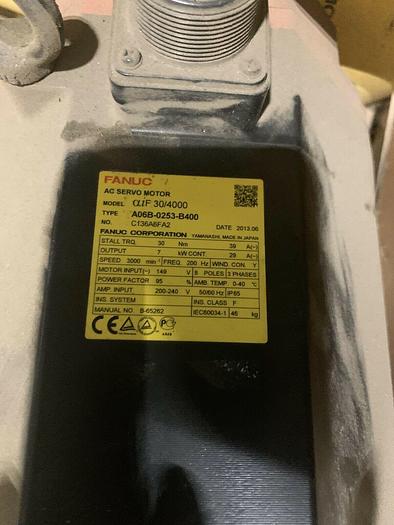 FANUC
AC SERVO MOTOR
MODEL αiF 30/4000
TYPE A06B-0253-B400
NO. C136A6FA2 DATE 2013.06
FANUC CORPORATION YAMANASHI, MADE IN JAPAN
STALL TRQ. 30 Nm 39 A(~)
OUTPUT 7 kW CONT. 29 A(~)
SPEED 3000 min⁻¹ FREQ. 200 Hz WIND. CON. Y
MOTOR INPUT(~) 149 V 8 POLES 3 PHASES
POWER FACTOR 95 % AMB. TEMP. 0-40 °C
AMP. INPUT 200-240 V 50/60 Hz IP65
INS. SYSTEM INS. CLASS F
MANUAL NO. B-65262 IEC60034-1 46 kg
CE